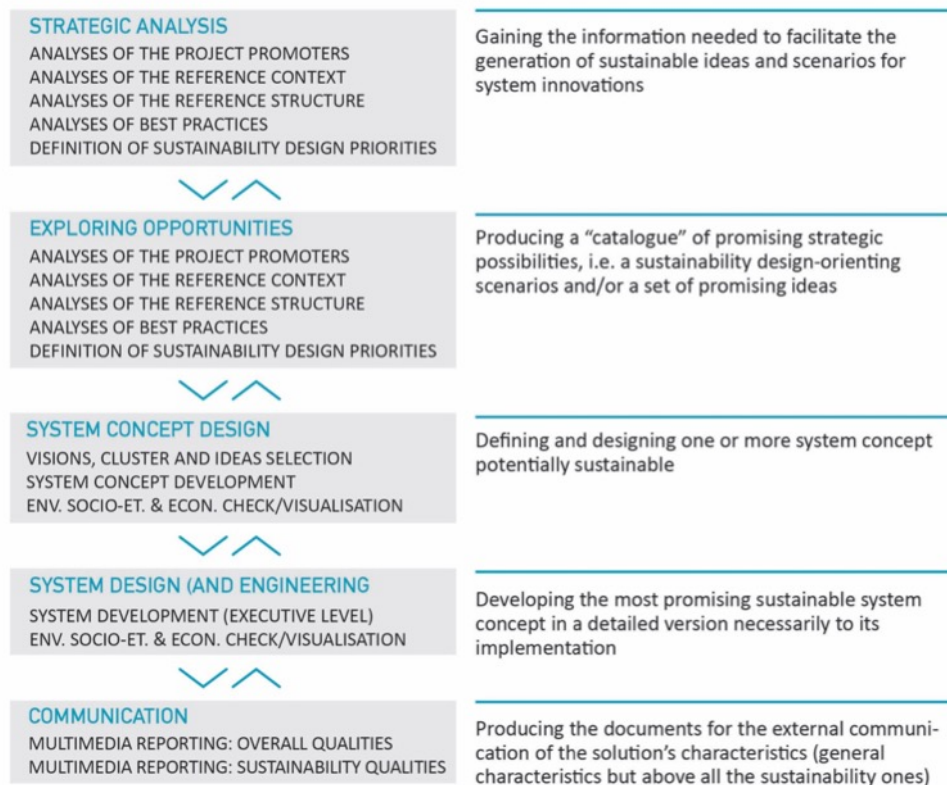 STRATEGIC ANALYSIS
ANALYSES OF THE PROJECT PROMOTERS
ANALYSES OF THE REFERENCE CONTEXT
ANALYSES OF THE REFERENCE STRUCTURE
ANALYSES OF BEST PRACTICES
DEFINITION OF SUSTAINABILITY DESIGN PRIORITIES
Gaining the information needed to facilitate the
generation of sustainable ideas and scenarios for
system innovations
EXPLORING OPPORTUNITIES
ANALYSES OF THE PROJECT PROMOTERS
ANALYSES OF THE REFERENCE CONTEXT
ANALYSES OF THE REFERENCE STRUCTURE
ANALYSES OF BEST PRACTICES
DEFINITION OF SUSTAINABILITY DESIGN PRIORITIES
Producing a “catalogue” of promising strategic
possibilities, i.e. a sustainability design-orienting
scenarios and/or a set of promising ideas
SYSTEM CONCEPT DESIGN
VISIONS, CLUSTER AND IDEAS SELECTION
SYSTEM CONCEPT DEVELOPMENT
ENV. SOCIO-ET. & ECON. CHECK/VISUALISATION
Defining and designing one or more system concept
potentially sustainable
SYSTEM DESIGN (AND ENGINEERING
SYSTEM DEVELOPMENT (EXECUTIVE LEVEL)
ENV. SOCIO-ET. & ECON. CHECK/VISUALISATION
Developing the most promising sustainable system
concept in a detailed version necessarily to its
implementation
COMMUNICATION
MULTIMEDIA REPORTING: OVERALL QUALITIES
MULTIMEDIA REPORTING: SUSTAINABILITY QUALITIES
Producing the documents for the external communi-
cation of the solution’s characteristics (general
characteristics but above all the sustainability ones)